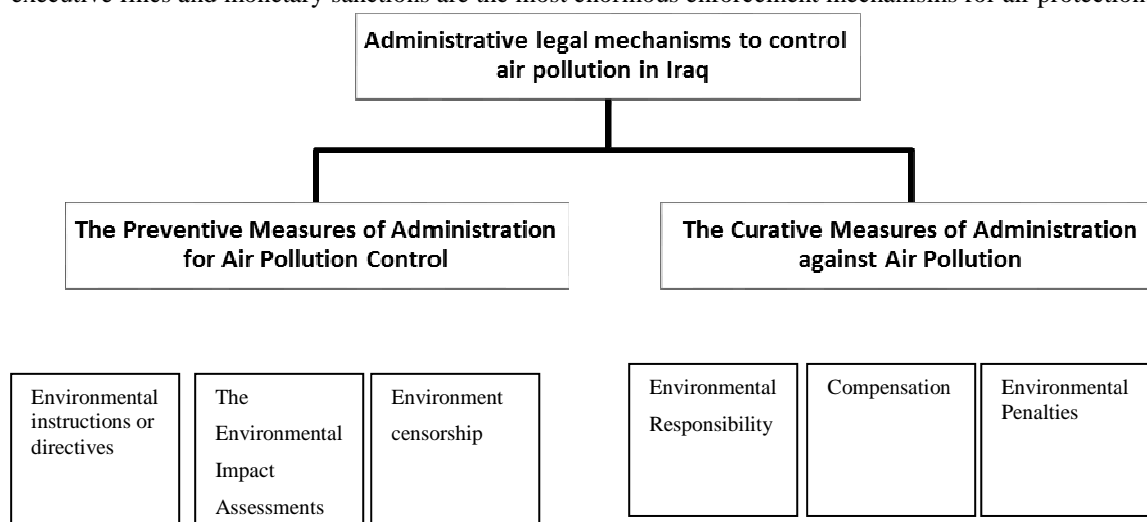 executive fines and monetary sanctions are the most enormous enforcement mechanisms for air protection
Administrative legal mechanisms to control
air pollution in Iraq
The Preventive Measures of Administration
for Air Pollution Control
The Curative Measures of Administration
against Air Pollution
Environmental
instructions or
directives
The
Environmental
Impact
Assessments
Environment
censorship
Environmental
Responsibility
Compensation
Environmental
Penalties